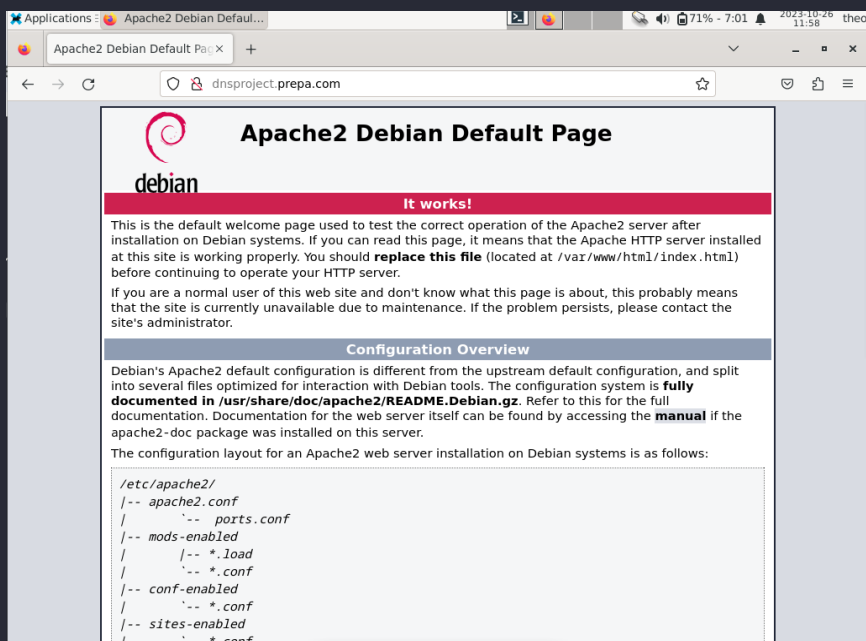 Applications Apache2 Debian Defaul... 71% - 7:01 2023-10-26 theo
11:58
Apache2 Debian Default Pag
dnsproject.prepa.com
debian
Apache2 Debian Default Page
It works!
This is the default welcome page used to test the correct operation of the Apache2 server after
installation on Debian systems. If you can read this page, it means that the Apache HTTP server installed
at this site is working properly. You should replace this file (located at /var/www/html/index.html)
before continuing to operate your HTTP server.
If you are a normal user of this web site and don't know what this page is about, this probably means
that the site is currently unavailable due to maintenance. If the problem persists, please contact the
site's administrator.
Configuration Overview
Debian's Apache2 default configuration is different from the upstream default configuration, and split
into several files optimized for interaction with Debian tools. The configuration system is fully
documented in /usr/share/doc/apache2/README.Debian.gz. Refer to this for the full
documentation. Documentation for the web server itself can be found by accessing the manual if the
apache2-doc package was installed on this server.
The configuration layout for an Apache2 web server installation on Debian systems is as follows:
/etc/apache2/
|-- apache2.conf
|       `--  ports.conf
|-- mods-enabled
|       |-- *.load
|       `-- *.conf
|-- conf-enabled
|       `-- *.conf
|-- sites-enabled
|       `-- *.conf